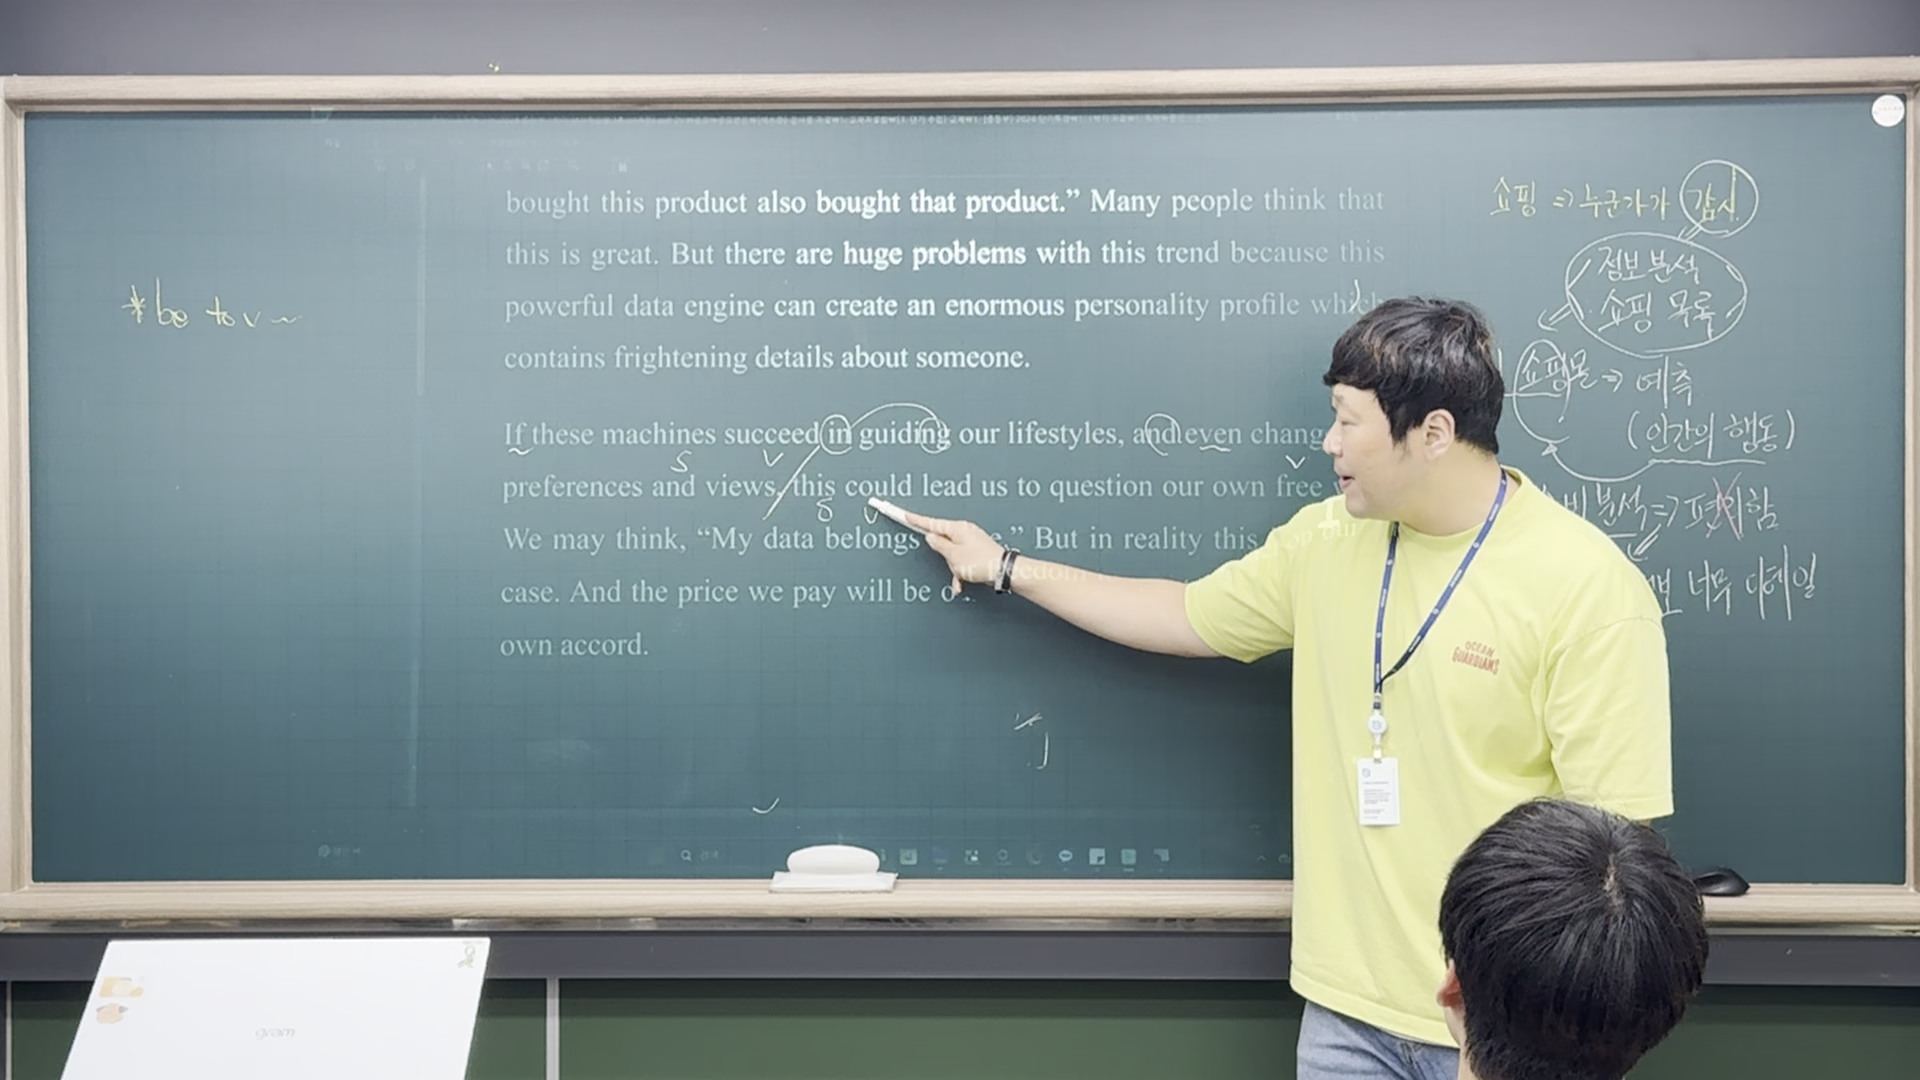 bought this product also bought that product.” Many people think that
this is great. But there are huge problems with this trend because this
powerful data engine can create an enormous personality profile which
contains frightening details about someone.
If these machines succeed in guiding our lifestyles, and even chang
S V V
preferences and views, this could lead us to question our own free
S V
We may think, “My data belongs e.” But in reality this
case. And the price we pay will be
own accord.
*be to v ~
쇼핑 => 누군가가 감시
정보 분석
쇼핑 목록
쇼핑몰 => 예측
(인간의 행동)
분석 => 편리함
너무 디테일
OCEAN
GUARDIANS
gram